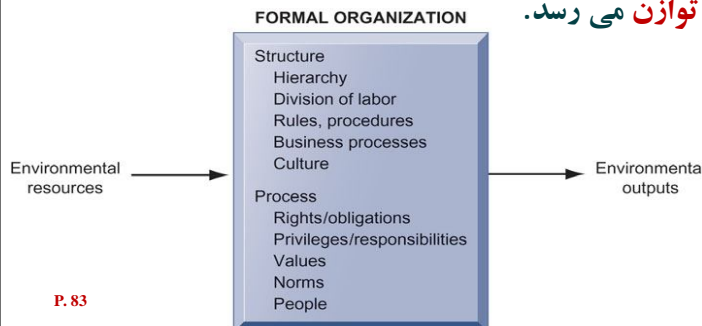 توازن می رسد.
FORMAL ORGANIZATION
Structure
Hierarchy
Division of labor
Rules, procedures
Business processes
Culture
Environmental
resources
Environmenta
outputs
Process
Rights/obligations
Privileges/responsibilities
Values
Norms
People
P. 83